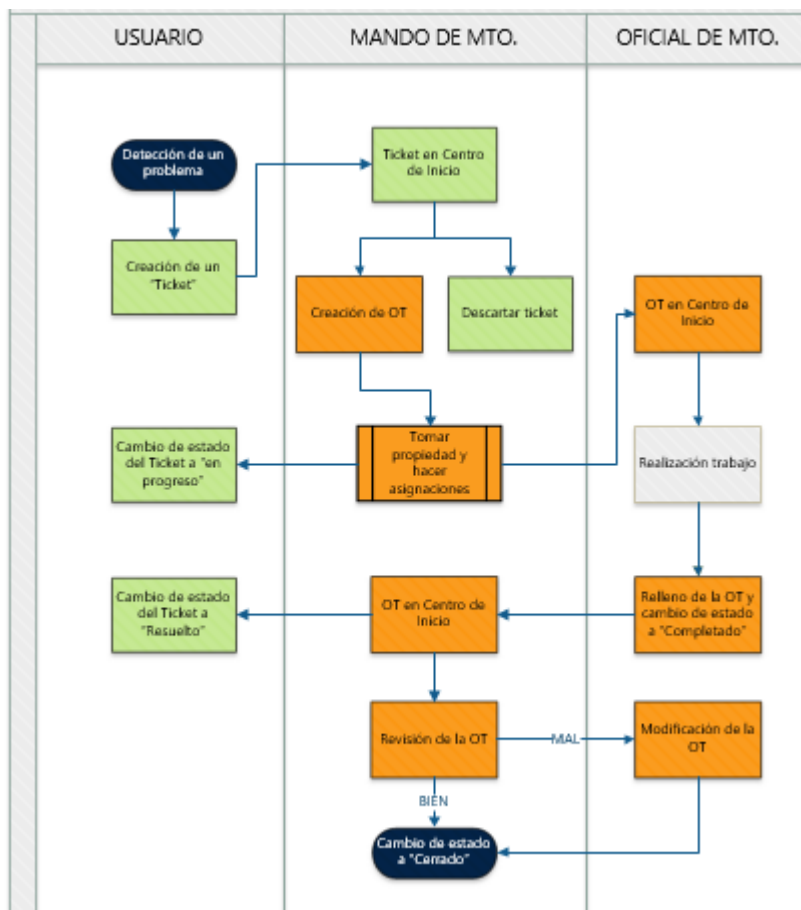 USUARIO
MANDO DE MTO.
OFICIAL DE MTO.
Detección de un
problema
Ticket en Centro
de Inicio
Creación de un
"Ticket"
Creación de OT
Descartar ticket
OT en Centro de
Inicio
Cambio de estado
del Ticket a "en
progreso"
Tomar
propiedad y
hacer
asignaciones
Realización trabajo
Cambio de estado
del Ticket a
"Resuelto"
OT en Centro de
Inicio
Relleno de la OT y
cambio de estado
a "Completado"
Revisión de la OT
MAL
Modificación de la
OT
BIEN
Cambio de estado
a "Cerrado"